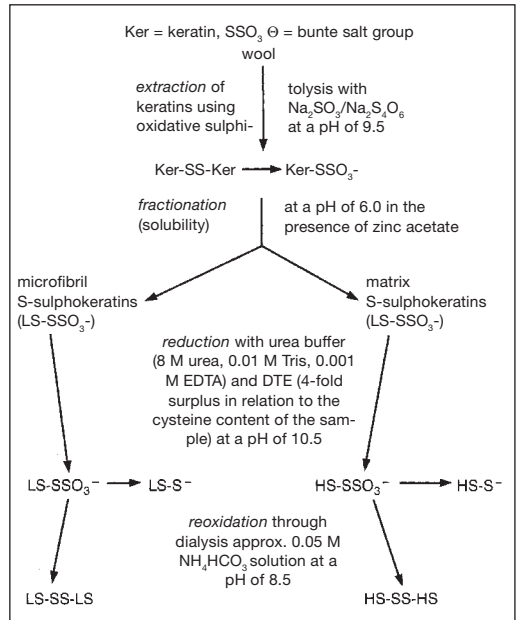 Ker = keratin, SSO₃ Θ = bunte salt group
wool
extraction of
keratins using
oxidative sulphi-
tolysis with
Na₂SO₃/Na₂S₄O₆
at a pH of 9.5
Ker-SS-Ker → Ker-SSO₃-
fractionation
(solubility)
at a pH of 6.0 in the
presence of zinc acetate
microfibril
S-sulphokeratins
(LS-SSO₃-)
matrix
S-sulphokeratins
(LS-SSO₃-)
reduction with urea buffer
(8 M urea, 0.01 M Tris, 0.001
M EDTA) and DTE (4-fold
surplus in relation to the
cysteine content of the sam-
ple) at a pH of 10.5
LS-SSO₃⁻ → LS-S⁻
HS-SSO₃⁻ → HS-S⁻
reoxidation through
dialysis approx. 0.05 M
NH₄HCO₃ solution at a
pH of 8.5
LS-SS-LS
HS-SS-HS